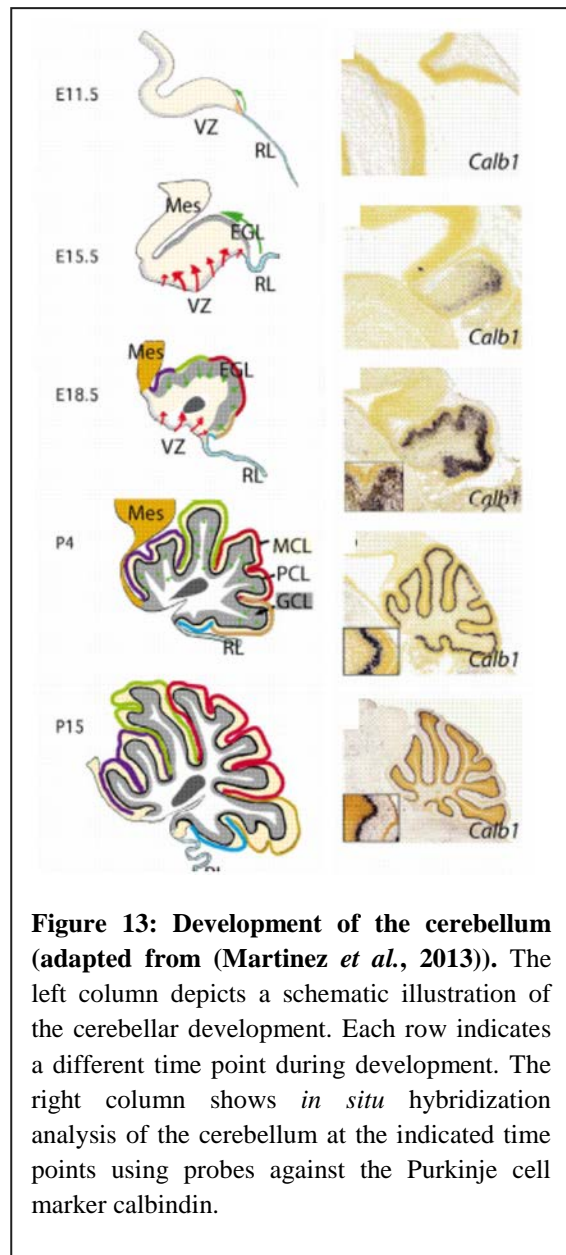 E11.5
VZ
RL
Calb1
Mes
EGL
E15.5
RL
VZ
Calb1
Mes
EGL
E18.5
VZ
RL
Calb1
Mes
P4
MCL
PCL
GCL
RL
Calb1
P15
Calb1
Figure 13: Development of the cerebellum
(adapted from (Martinez et al., 2013)). The
left column depicts a schematic illustration of
the cerebellar development. Each row indicates
a different time point during development. The
right column shows in situ hybridization
analysis of the cerebellum at the indicated time
points using probes against the Purkinje cell
marker calbindin.